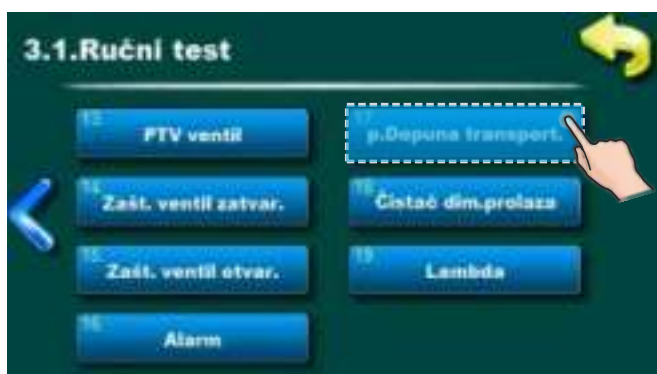 3.1.Ručni test
13
PTV ventil
14
Zašt. ventil zatvar.
15
Zašt. ventil otvar.
16
Alarm
17
p.Dopuna transport.
18
Čistač dim.prolaza
19
Lambda